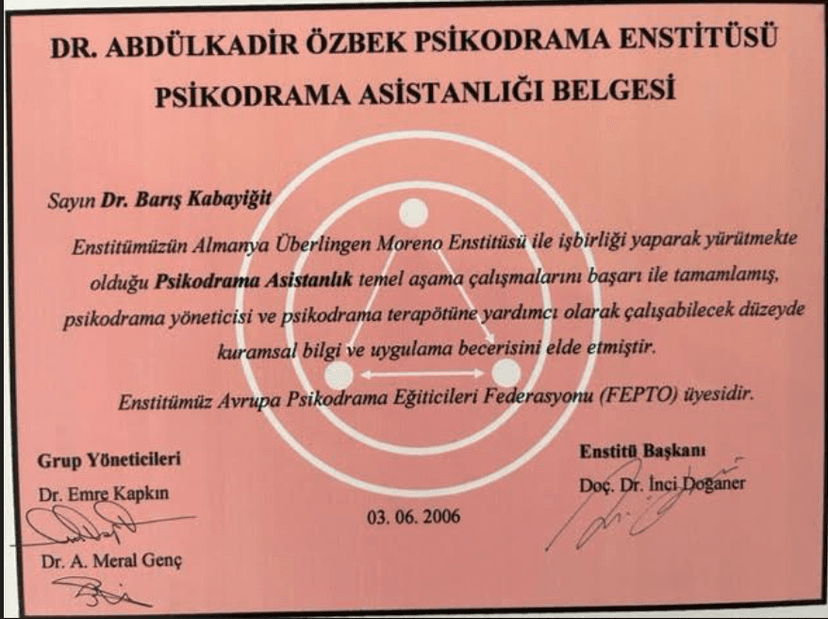 DR. ABDÜLKADİR ÖZBEK PSİKODRAMA ENSTİTÜSÜ
PSİKODRAMA ASİSTANLIĞI BELGESİ
Sayın Dr. Barış Kabayiğit
Enstitümüzün Almanya Überlingen Moreno Enstitüsü ile işbirliği yaparak yürütmekte
olduğu Psikodrama Asistanlık temel aşama çalışmalarını başarı ile tamamlamış,
psikodrama yöneticisi ve psikodrama terapötüne yardımcı olarak çalışabilecek düzeyde
kuramsal bilgi ve uygulama becerisini elde etmiştir.
Enstitümüz Avrupa Psikodrama Eğiticileri Federasyonu (FEPTO) üyesidir.
Grup Yöneticileri
Dr. Emre Kapkın
Dr. A. Meral Genç
03. 06. 2006
Enstitü Başkanı
Doç. Dr. İnci Doğaner